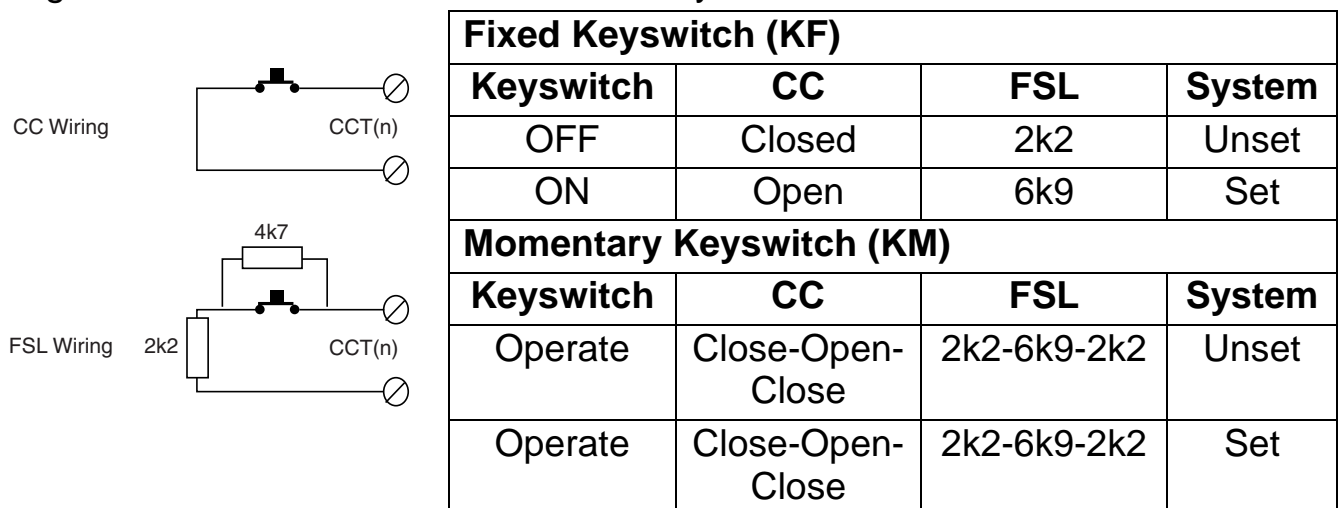 CC Wiring
CCT(n)
4k7
FSL Wiring
2k2
CCT(n)
Fixed Keyswitch (KF)
Keyswitch CC FSL System
OFF Closed 2k2 Unset
ON Open 6k9 Set
Momentary Keyswitch (KM)
Keyswitch CC FSL System
Operate Close-Open- 2k2-6k9-2k2 Unset
Close
Operate Close-Open- 2k2-6k9-2k2 Set
Close